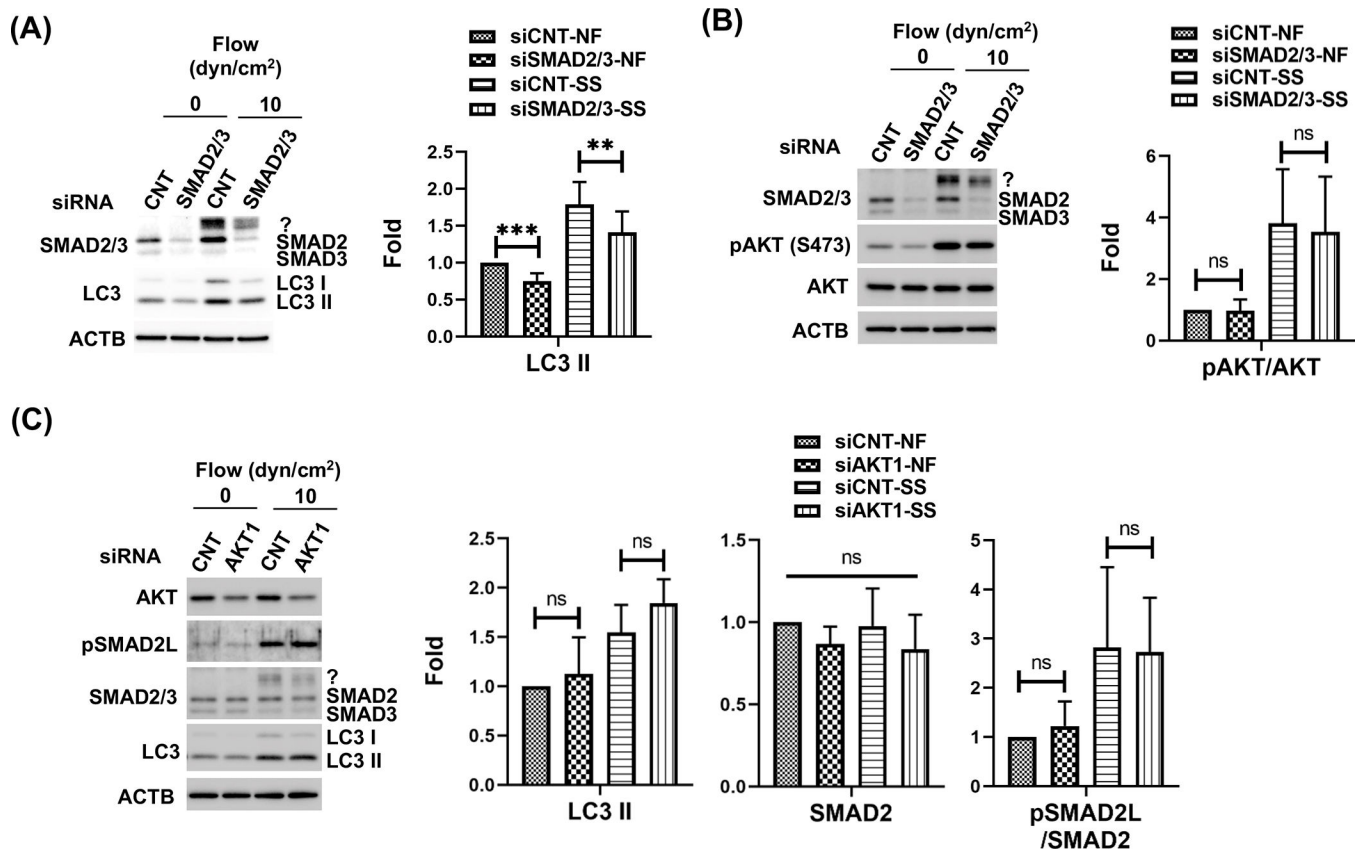 (A)
Flow
(dyn/cm²)
0 10
siRNA CNT SMAD2/3 CNT SMAD2/3
SMAD2/3
?
SMAD2
SMAD3
LC3
LC3 I
LC3 II
ACTB
siCNT-NF
siSMAD2/3-NF
siCNT-SS
siSMAD2/3-SS
Fold
2.5
2.0
1.5
1.0
0.5
0.0
***
**
LC3 II
(B)
Flow (dyn/cm²)
0 10
siRNA CNT SMAD2/3 CNT SMAD2/3
SMAD2/3
?
SMAD2
SMAD3
pAKT (S473)
AKT
ACTB
siCNT-NF
siSMAD2/3-NF
siCNT-SS
siSMAD2/3-SS
Fold
6
4
2
0
ns
ns
pAKT/AKT
(C)
Flow (dyn/cm²)
0 10
siRNA CNT AKT1 CNT AKT1
AKT
pSMAD2L
SMAD2/3
?
SMAD2
SMAD3
LC3
LC3 I
LC3 II
ACTB
siCNT-NF
siAKT1-NF
siCNT-SS
siAKT1-SS
Fold
2.5
2.0
1.5
1.0
0.5
0.0
ns
ns
LC3 II
1.5
1.0
0.5
0.0
ns
SMAD2
5
4
3
2
1
0
ns
ns
pSMAD2L
/SMAD2